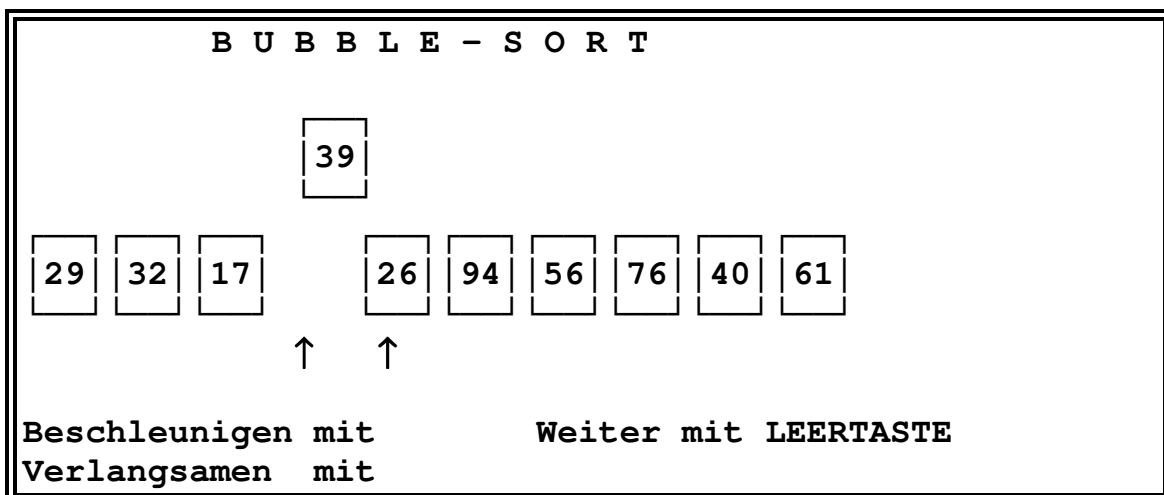 B U B B L E – S O R T
39
29 32 17 26 94 56 76 40 61
↑ ↑
Beschleunigen mit Weiter mit LEERTASTE
Verlangsamen mit